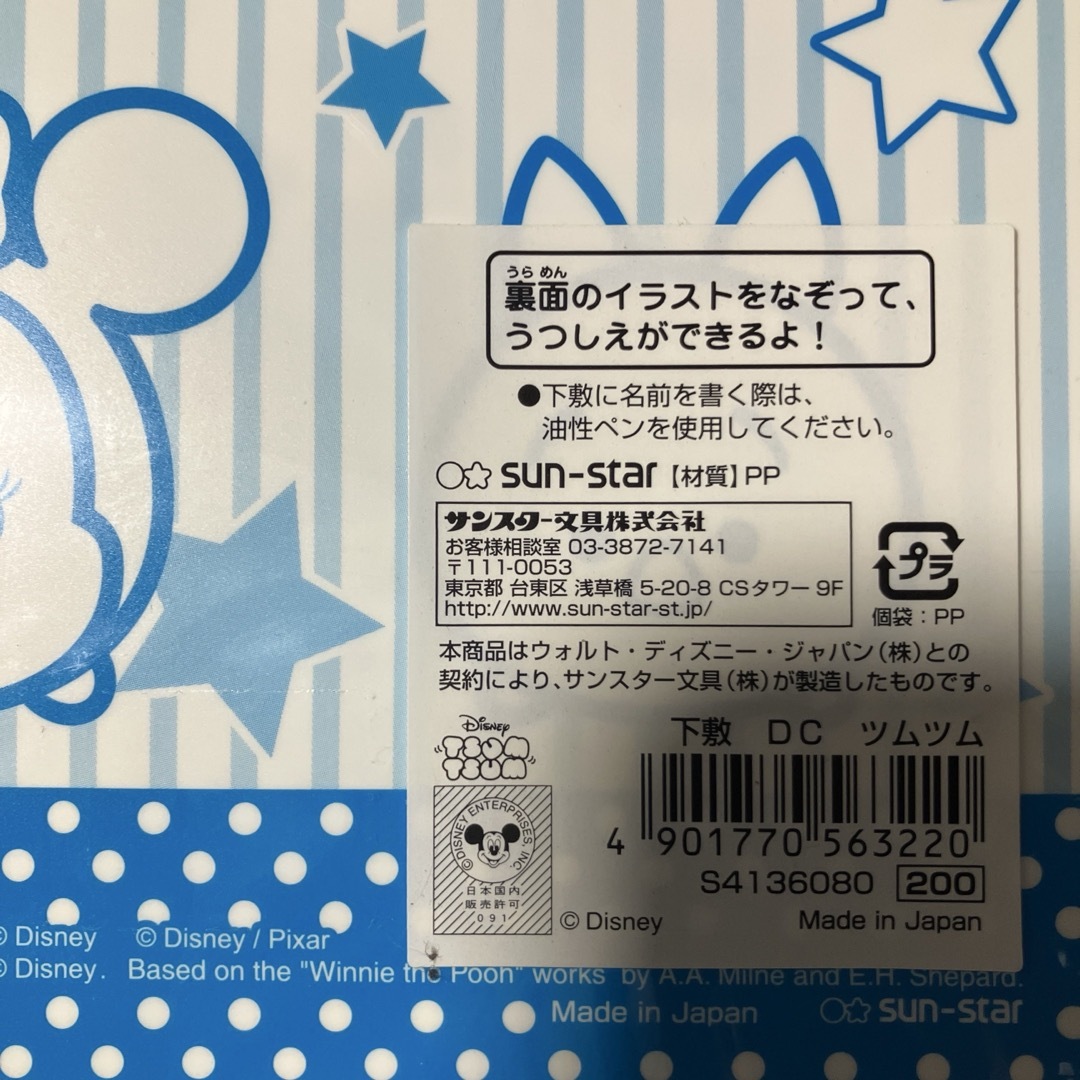 うら めん
裏面のイラストをなぞって、
うつしえができるよ！
●下敷に名前を書く際は、
油性ペンを使用してください。
sun-star 【材質】PP
サンスター文具株式会社
お客様相談室 03-3872-7141
〒111-0053
東京都 台東区 浅草橋 5-20-8 CSタワー 9F
http://www.sun-star-st.jp/
プラ
個袋：PP
本商品はウォルト・ディズニー・ジャパン(株)との
契約により、サンスター文具(株)が製造したものです。
Disney
TSUM
TSUM
下敷 DC ツムツム
4 901770 563220
S4136080 200
©DISNEY ENTERPRISES, INC.
日本国内
販売許可
091
© Disney
Made in Japan
© Disney © Disney / Pixar
© Disney. Based on the "Winnie the Pooh" works by A.A. Milne and E.H. Shepard.
Made in Japan sun-star